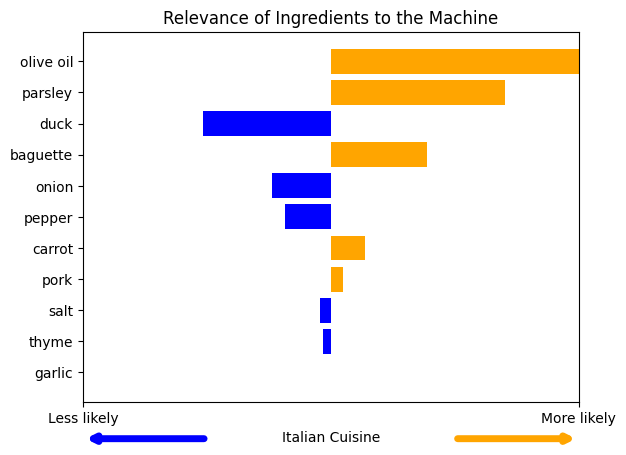 Relevance of Ingredients to the Machine
olive oil
parsley
duck
baguette
onion
pepper
carrot
pork
salt
thyme
garlic
Less likely
More likely
Italian Cuisine